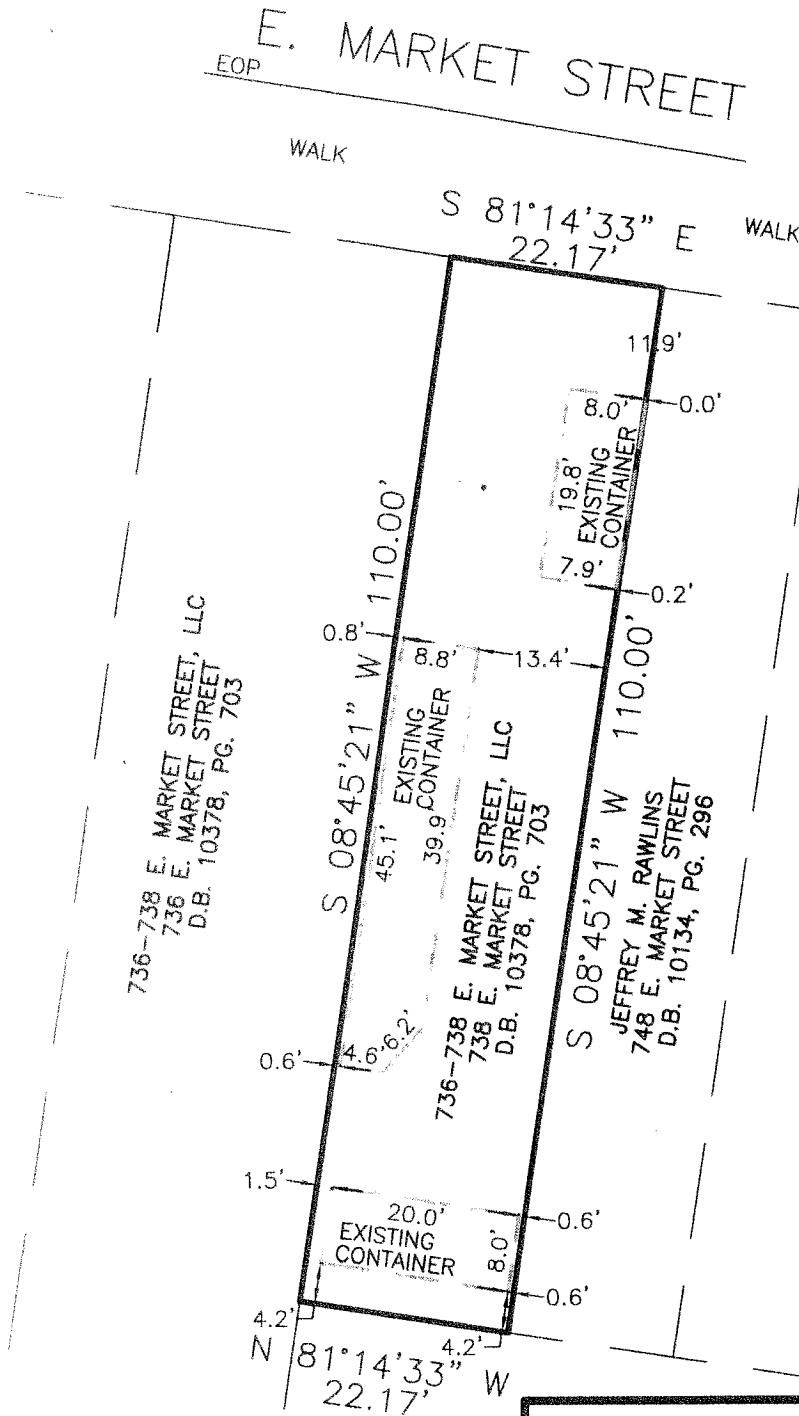 E. MARKET STREET
EOP
WALK
S 81°14'33" E
22.17'
WALK
11.9'
8.0'
0.0'
19.8'
EXISTING
CONTAINER
7.9'
0.2'
S 08°45'21" W 110.00'
0.8'
8.8'
13.4'
EXISTING
CONTAINER
45.1'
39.9'
736-738 E. MARKET STREET, LLC
736 E. MARKET STREET
D.B. 10378, PG. 703
736-738 E. MARKET STREET, LLC
738 E. MARKET STREET
D.B. 10378, PG. 703
S 08°45'21" W 110.00'
JEFFREY M. RAWLINS
748 E. MARKET STREET
D.B. 10134, PG. 296
0.6'
4.6'
6.2'
1.5'
20.0'
0.6'
EXISTING
CONTAINER
8.0'
0.6'
4.2'
4.2'
N 81°14'33" W
22.17'